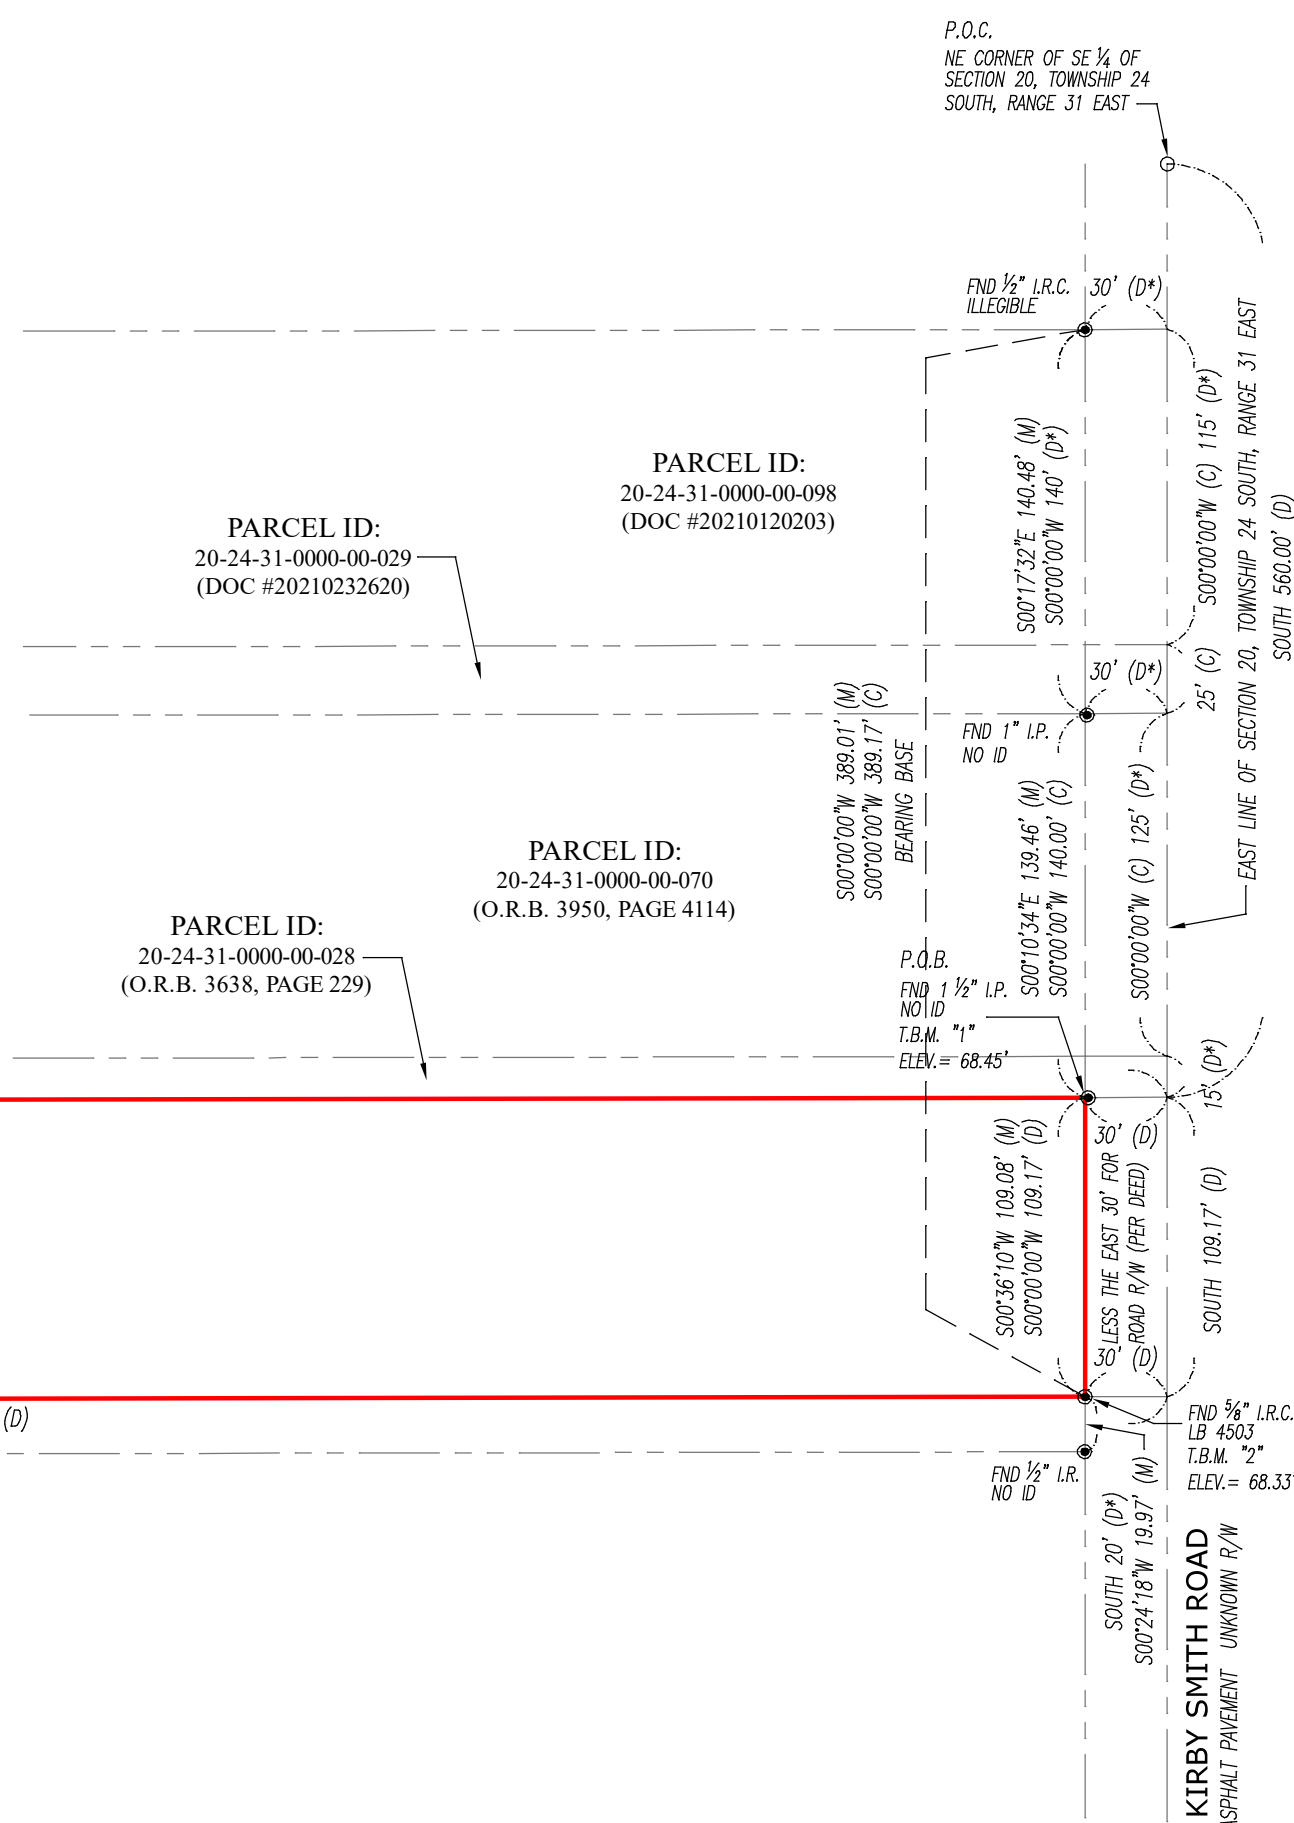 P.O.C.
NE CORNER OF SE ¼ OF
SECTION 20, TOWNSHIP 24
SOUTH, RANGE 31 EAST
FND ½" I.R.C.
ILLEGIBLE
30' (D*)
S00°17'32"E 140.48' (M)
S00°00'00"W 140' (D*)
S00°00'00"W (C) 115' (D*)
EAST LINE OF SECTION 20, TOWNSHIP 24 SOUTH, RANGE 31 EAST
SOUTH 560.00' (D)
PARCEL ID:
20-24-31-0000-00-098
(DOC #20210120203)
PARCEL ID:
20-24-31-0000-00-029
(DOC #20210232620)
30' (D*)
25' (C)
FND 1" I.P.
NO ID
S00°00'00"W 389.01' (M)
S00°00'00"W 389.17' (C)
BEARING BASE
S00°10'34"E 139.46' (M)
S00°00'00"W 140.00' (C)
S00°00'00"W (C) 125' (D*)
PARCEL ID:
20-24-31-0000-00-070
(O.R.B. 3950, PAGE 4114)
PARCEL ID:
20-24-31-0000-00-028
(O.R.B. 3638, PAGE 229)
P.O.B.
FND 1 ½" I.P.
NO ID
T.B.M. "1"
ELEV.= 68.45'
15' (D*)
30' (D)
S00°36'10"W 109.08' (M)
S00°00'00"W 109.17' (D)
LESS THE EAST 30' FOR
ROAD R/W (PER DEED)
SOUTH 109.17' (D)
30' (D)
(D)
FND ⅝" I.R.C.
LB 4503
T.B.M. "2"
ELEV.= 68.33'
FND ½" I.R.
NO ID
SOUTH 20' (D*)
S00°24'18"W 19.97' (M)
KIRBY SMITH ROAD
ASPHALT PAVEMENT UNKNOWN R/W